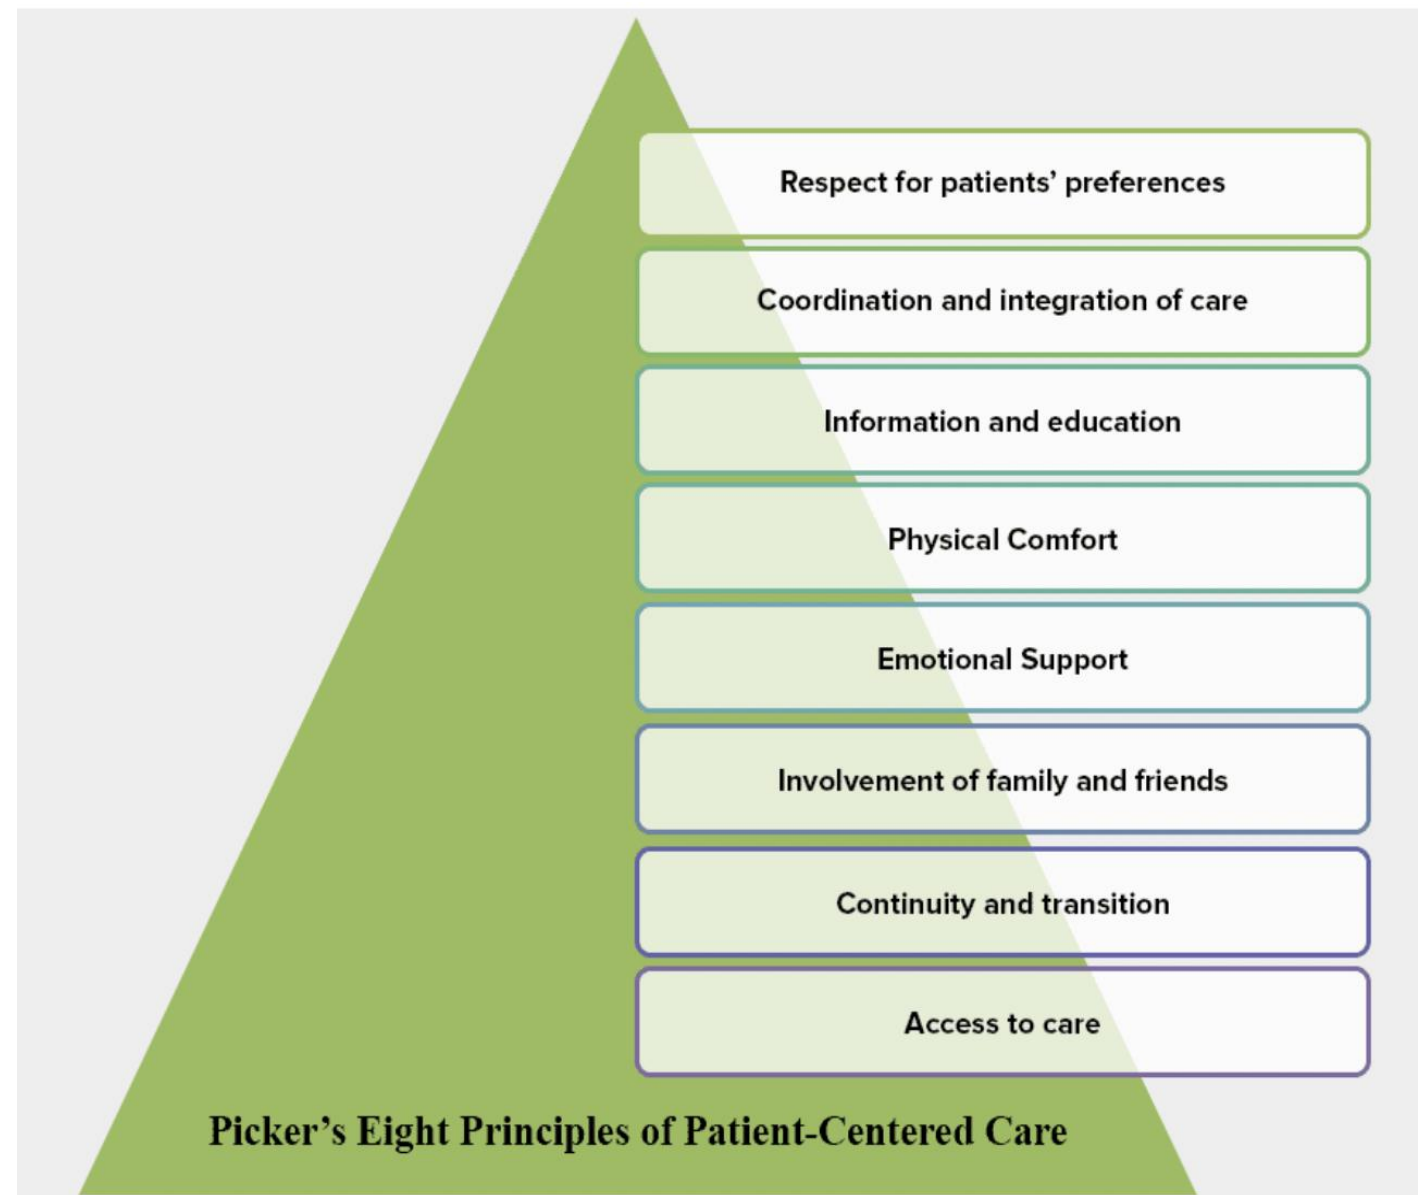 Respect for patients’ preferences
Coordination and integration of care
Information and education
Physical Comfort
Emotional Support
Involvement of family and friends
Continuity and transition
Access to care
Picker’s Eight Principles of Patient-Centered Care